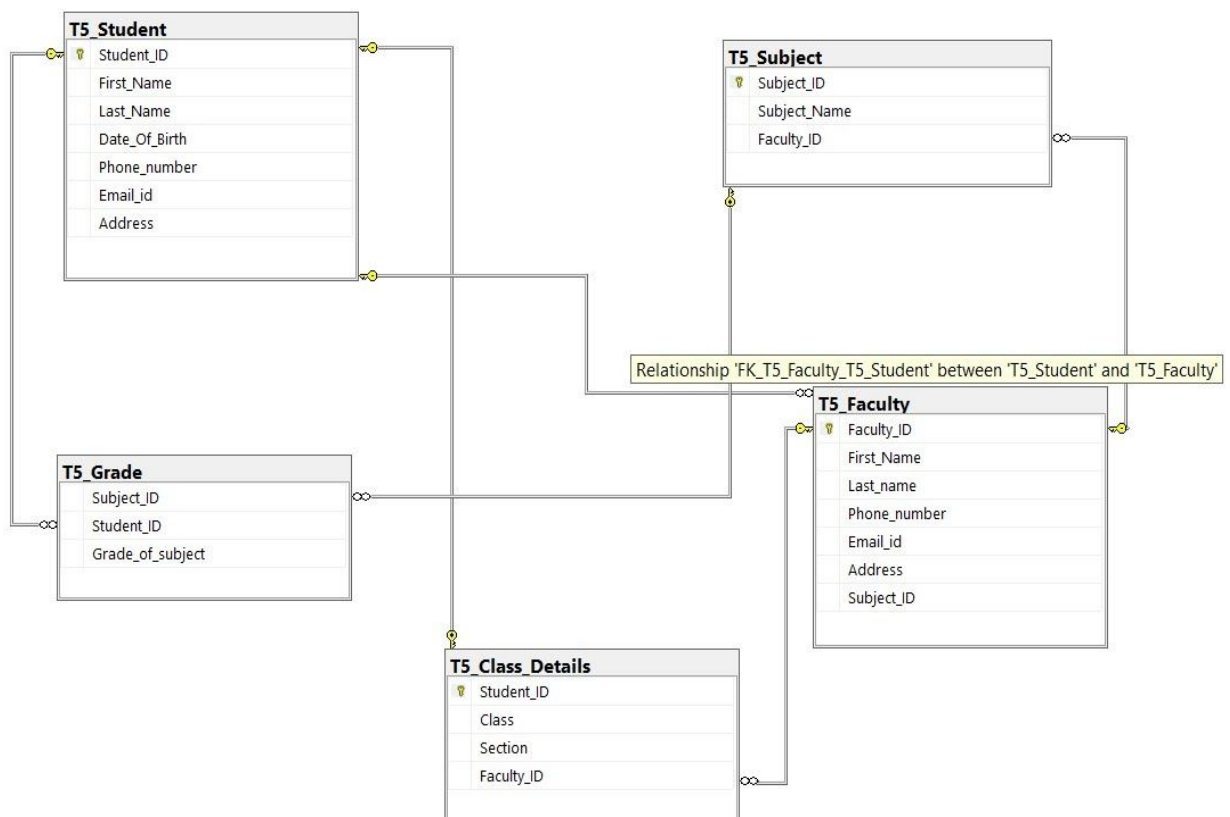 T5_Student
Student_ID
First_Name
Last_Name
Date_Of_Birth
Phone_number
Email_id
Address
T5_Subject
Subject_ID
Subject_Name
Faculty_ID
Relationship 'FK_T5_Faculty_T5_Student' between 'T5_Student' and 'T5_Faculty'
T5_Faculty
Faculty_ID
First_Name
Last_name
Phone_number
Email_id
Address
Subject_ID
T5_Grade
Subject_ID
Student_ID
Grade_of_subject
T5_Class_Details
Student_ID
Class
Section
Faculty_ID